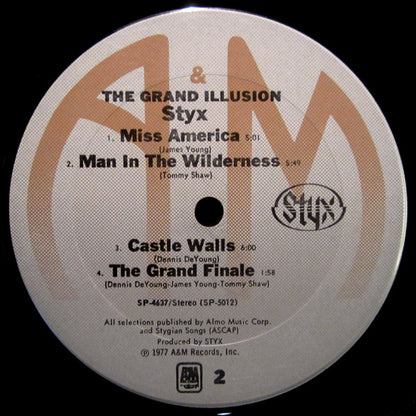 A&M
THE GRAND ILLUSION
Styx
1. Miss America 5:01
(James Young)
2. Man In The Wilderness 5:49
(Tommy Shaw)
Styx
3. Castle Walls 6:00
(Dennis DeYoung)
4. The Grand Finale 1:58
(Dennis DeYoung-James Young-Tommy Shaw)
SP-4637/Stereo (SP-5012)
All selections published by Almo Music Corp.
and Stygian Songs (ASCAP)
Produced by STYX
℗ 1977 A&M Records, Inc.
A&M
2